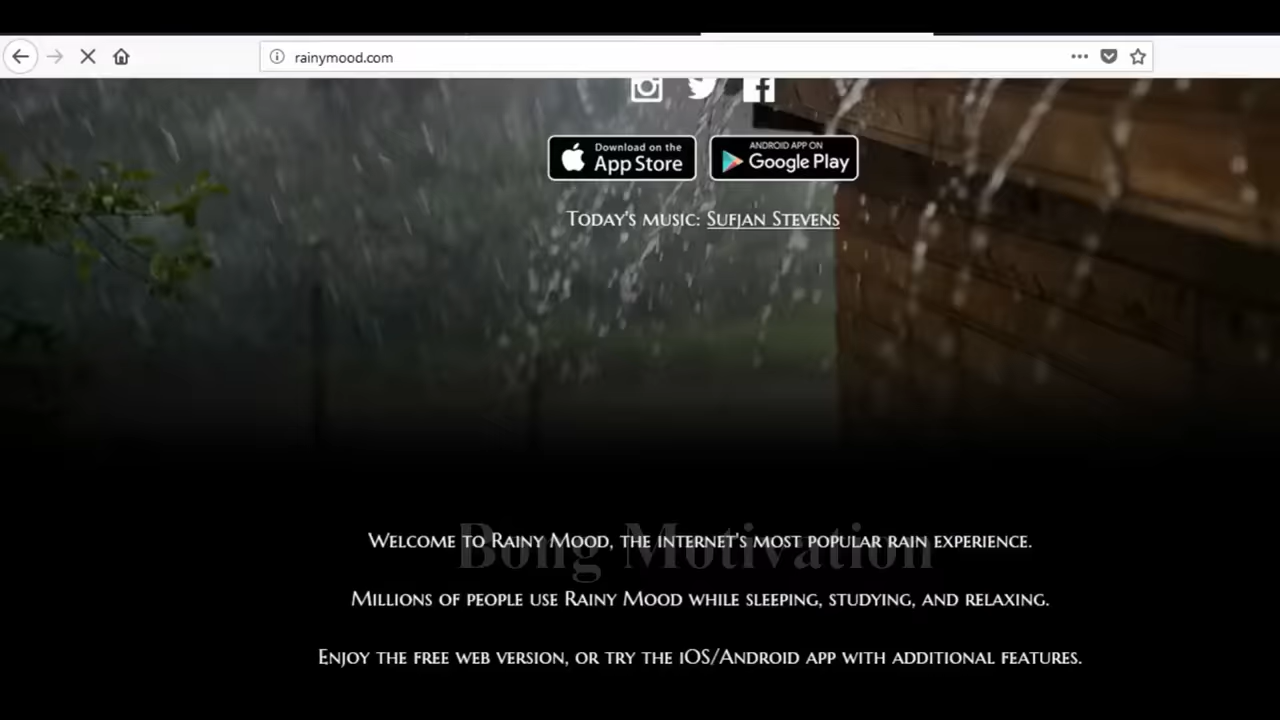 rainymood.com
Download on the
App Store
ANDROID APP ON
Google Play
Today's music: Sufjan Stevens
Welcome to Rainy Mood, the internet's most popular rain experience.
Bong Motivation
Millions of people use Rainy Mood while sleeping, studying, and relaxing.
Enjoy the free web version, or try the iOS/Android app with additional features.